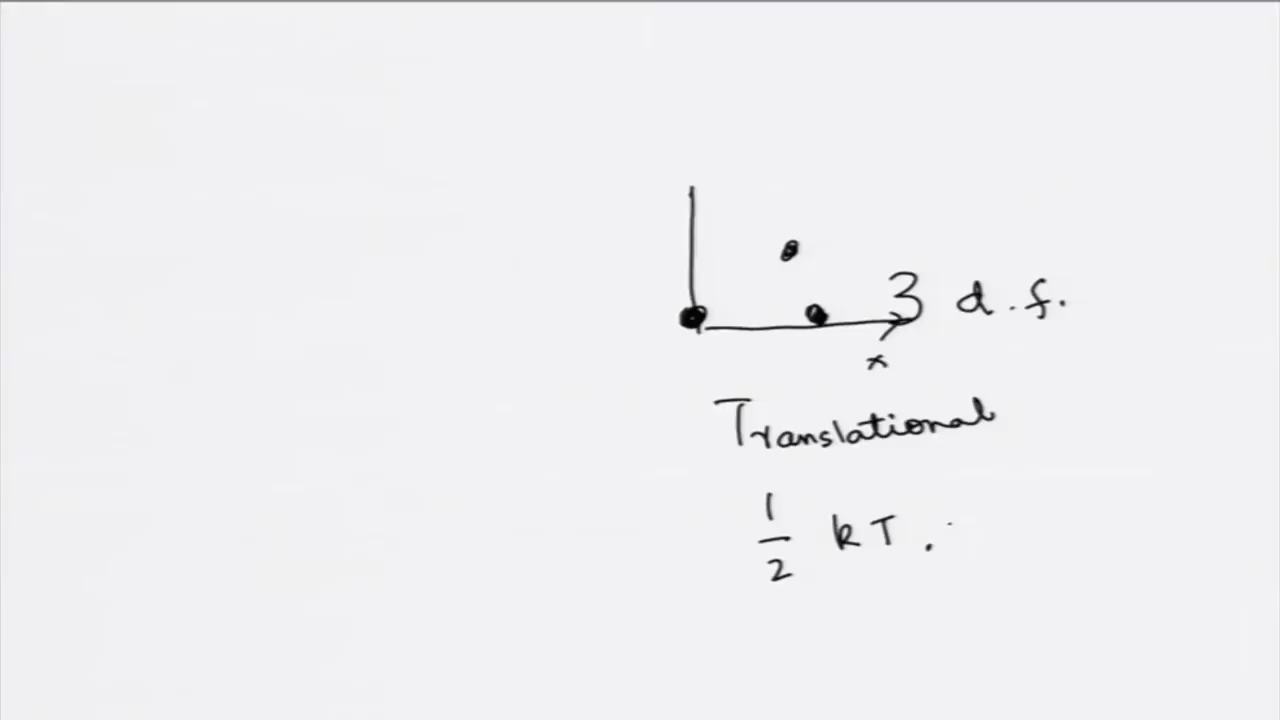 3 d.f.
x
Translational
1/2 kT.